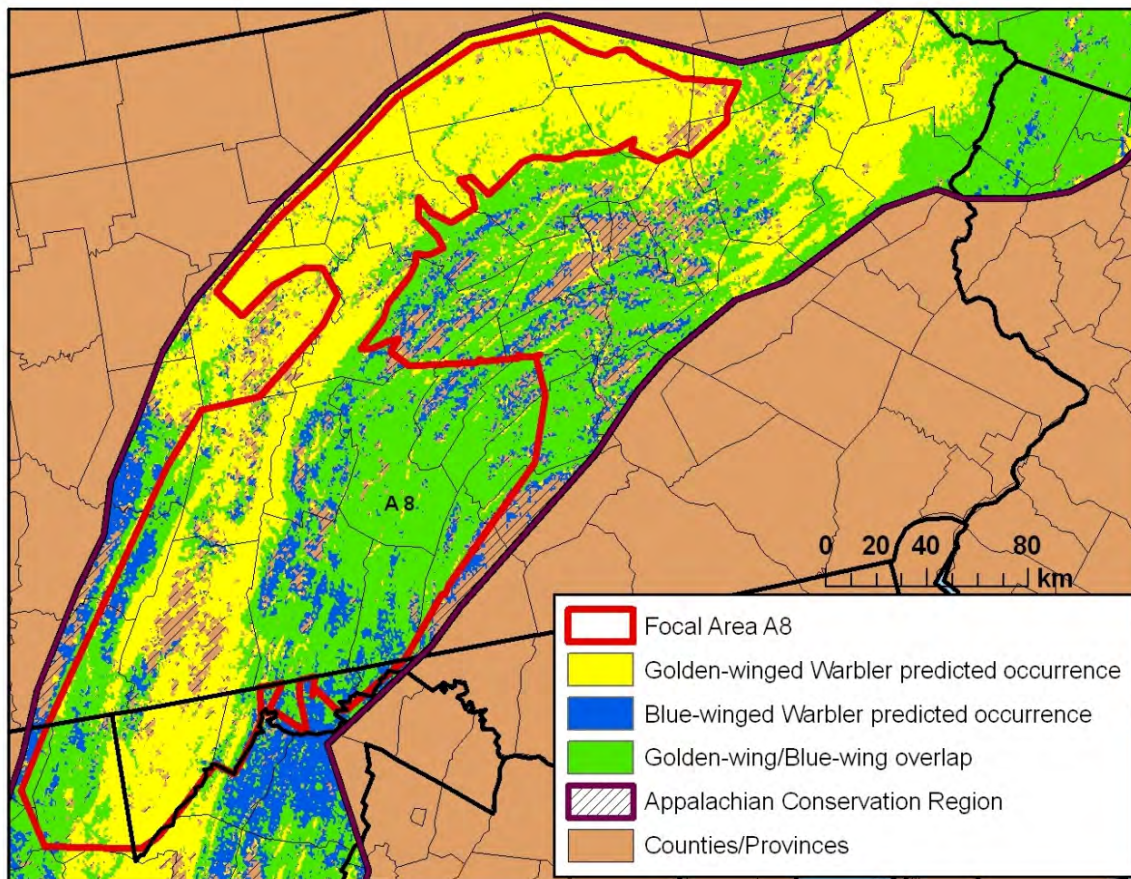 A 8
0 20 40 80
km
Focal Area A8
Golden-winged Warbler predicted occurrence
Blue-winged Warbler predicted occurrence
Golden-wing/Blue-wing overlap
Appalachian Conservation Region
Counties/Provinces